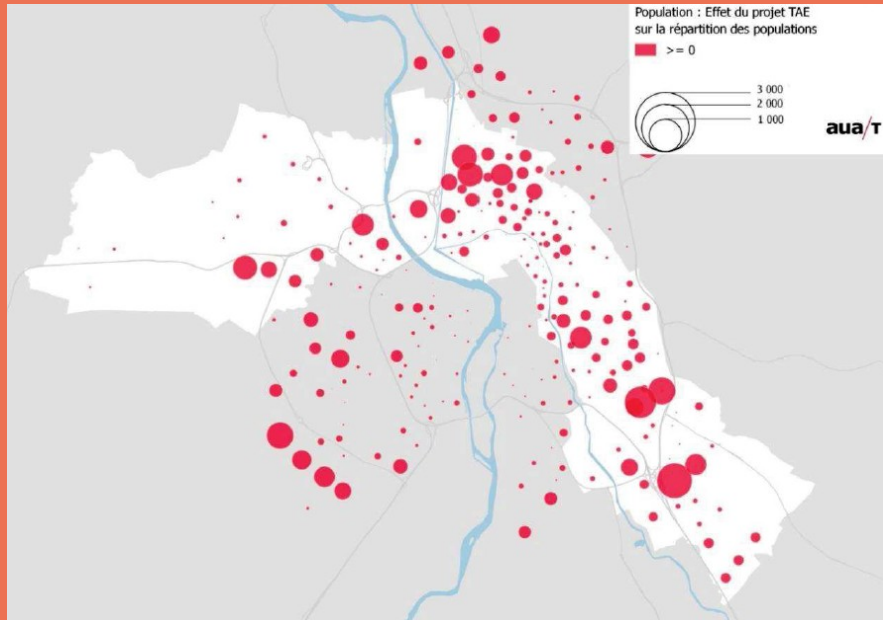 Population : Effet du projet TAE
sur la répartition des populations
>= 0
3 000
2 000
1 000
aua/T